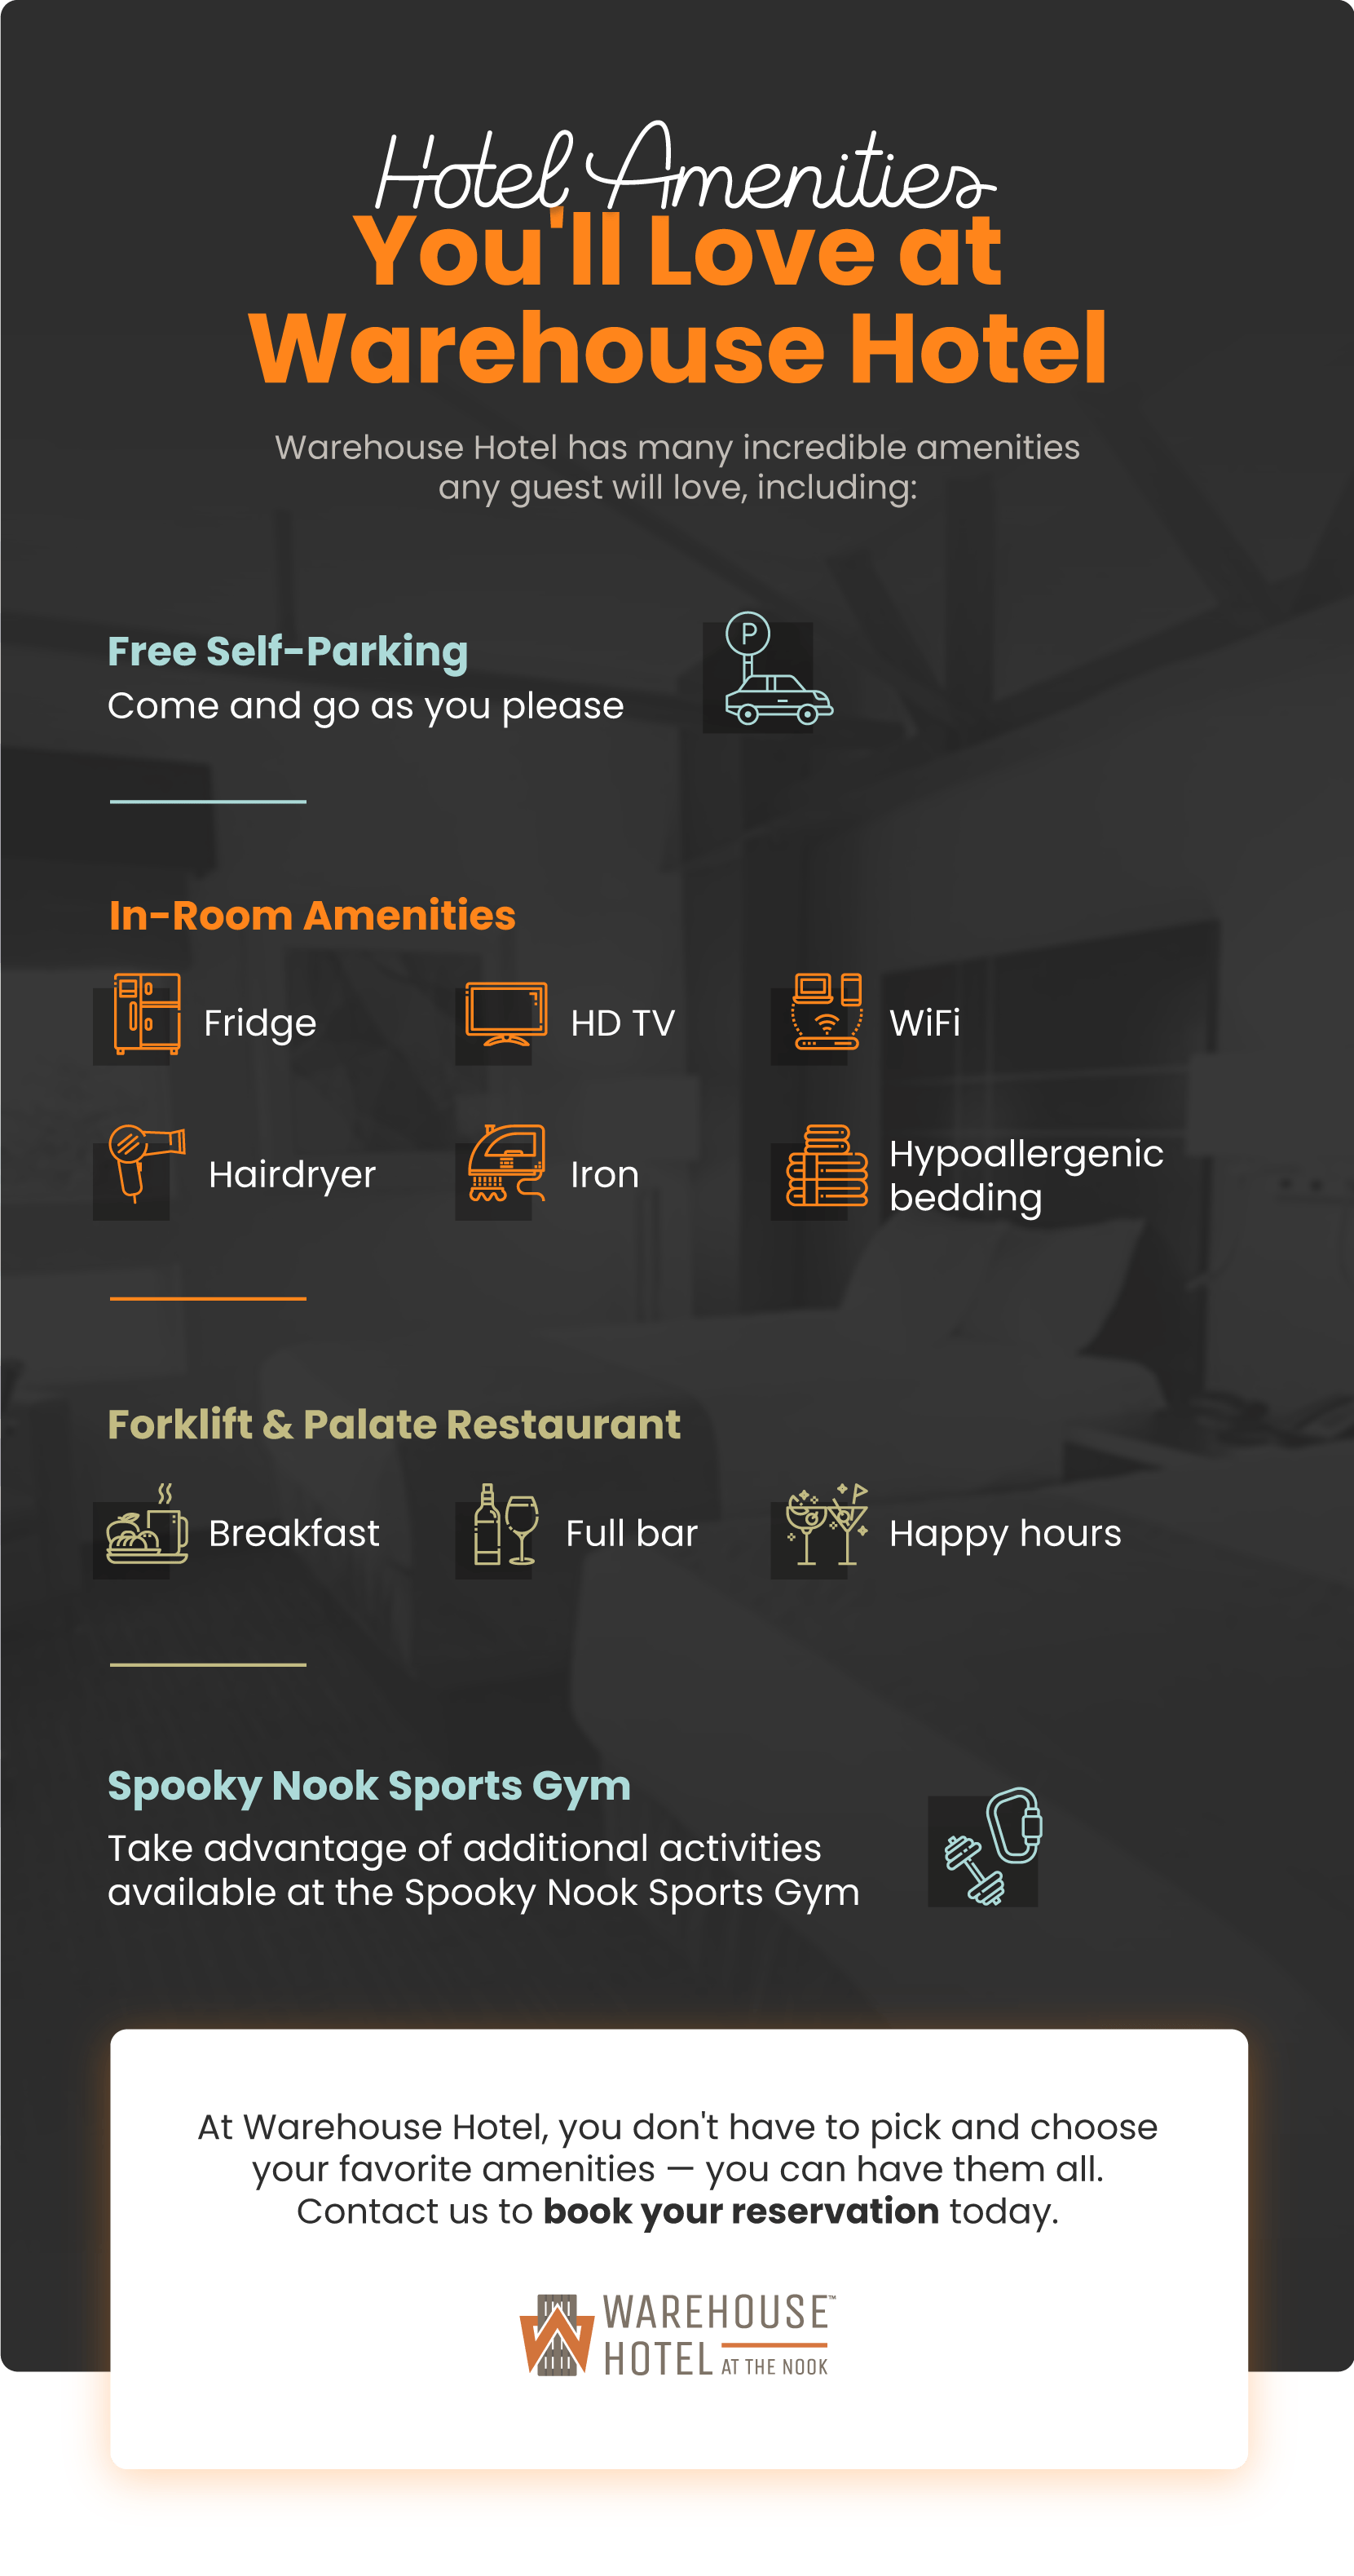 Hotel Amenities
You'll Love at
Warehouse Hotel
Warehouse Hotel has many incredible amenities
any guest will love, including:
P
Free Self-Parking
Come and go as you please
In-Room Amenities
Fridge
HD TV
WiFi
Hairdryer
Iron
Hypoallergenic
bedding
Forklift & Palate Restaurant
Breakfast
Full bar
Happy hours
Spooky Nook Sports Gym
Take advantage of additional activities
available at the Spooky Nook Sports Gym
At Warehouse Hotel, you don't have to pick and choose
your favorite amenities — you can have them all.
Contact us to book your reservation today.
WAREHOUSE™
HOTEL AT THE NOOK